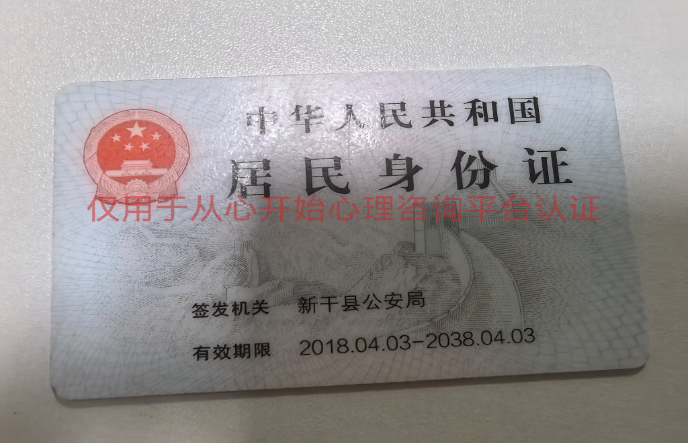 中华人民共和国
居民身份证
仅用于从心开始心理咨询平台认证
签发机关 新干县公安局
有效期限 2018.04.03-2038.04.03